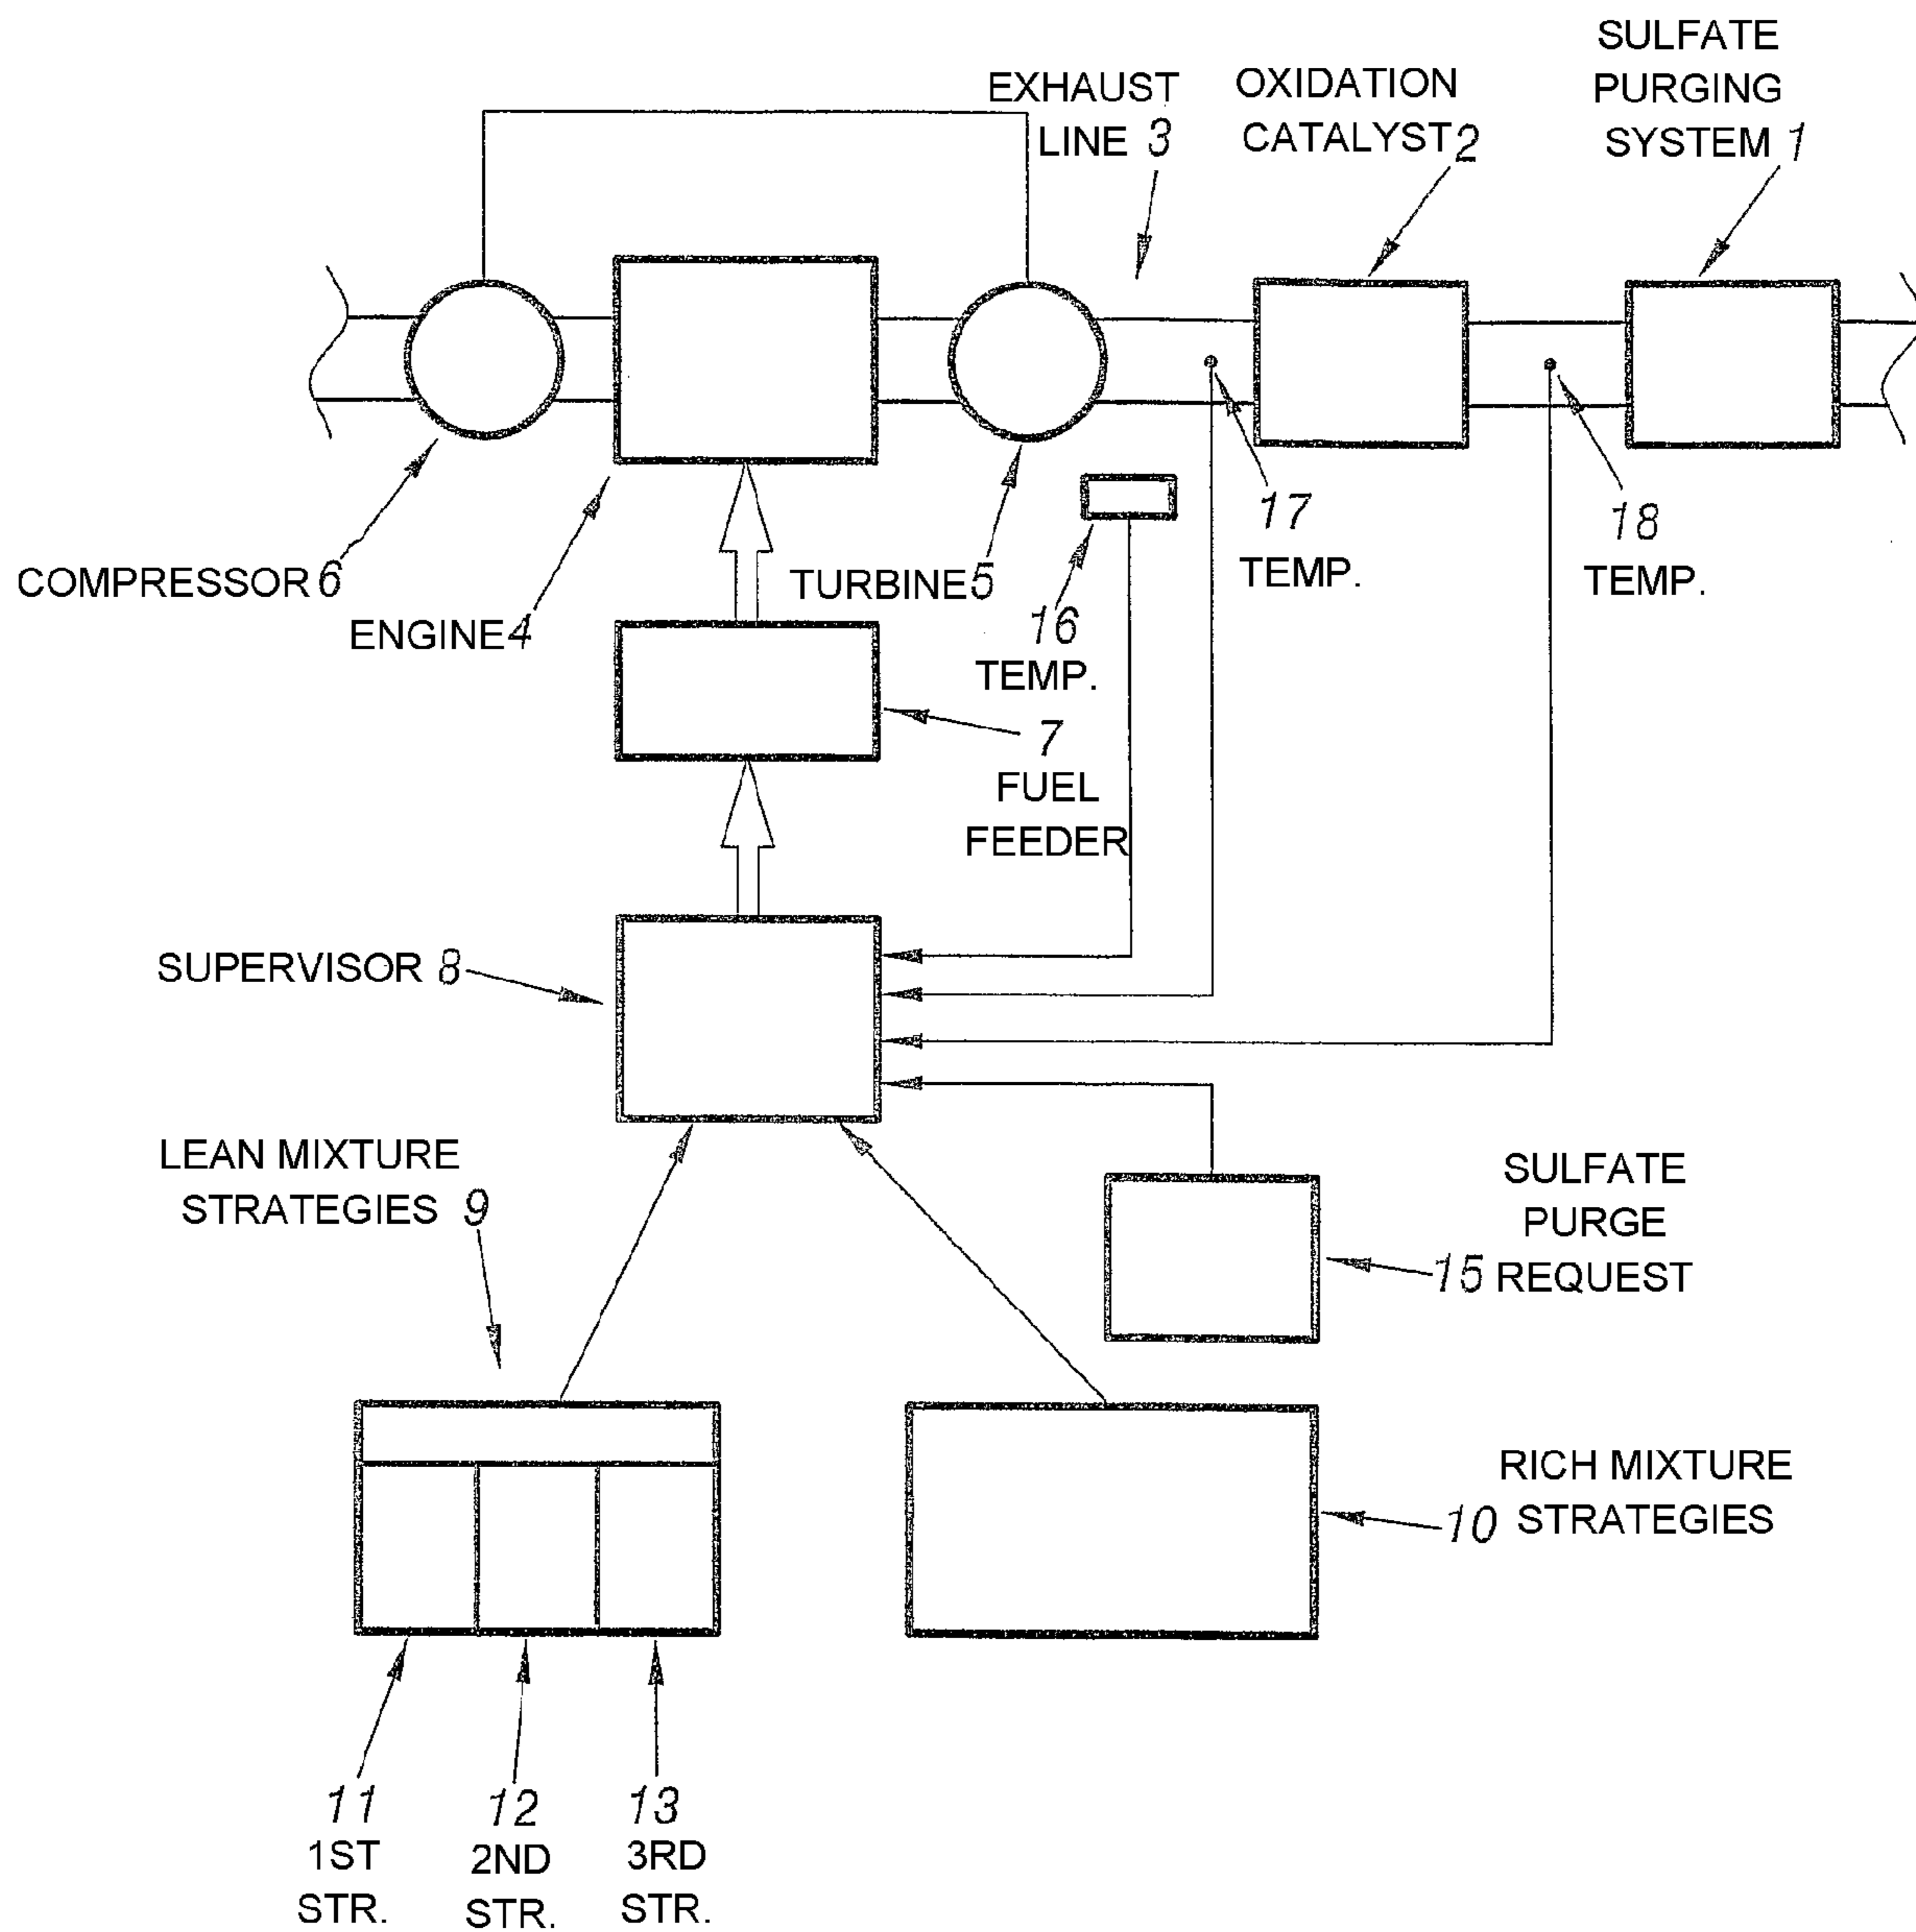 SULFATE
PURGING
SYSTEM 1
OXIDATION
CATALYST 2
EXHAUST
LINE 3
COMPRESSOR 6
ENGINE 4
TURBINE 5
16
TEMP.
17
TEMP.
18
TEMP.
7
FUEL
FEEDER
SUPERVISOR 8
LEAN MIXTURE
STRATEGIES 9
SULFATE
PURGE
15 REQUEST
RICH MIXTURE
10 STRATEGIES
11
1ST
STR.
12
2ND
STR.
13
3RD
STR.